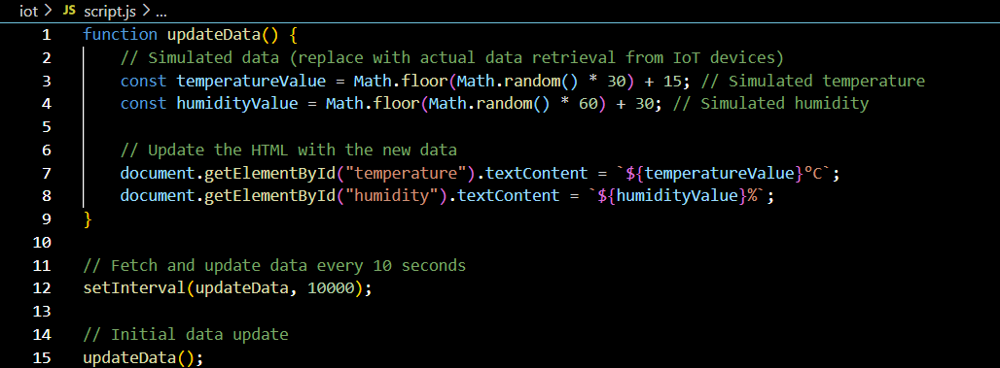 iot > JS script.js > ...
1 function updateData() {
2 // Simulated data (replace with actual data retrieval from IoT devices)
3 const temperatureValue = Math.floor(Math.random() * 30) + 15; // Simulated temperature
4 const humidityValue = Math.floor(Math.random() * 60) + 30; // Simulated humidity
5
6 // Update the HTML with the new data
7 document.getElementById("temperature").textContent = `${temperatureValue}°C`;
8 document.getElementById("humidity").textContent = `${humidityValue}%`;
9 }
10
11 // Fetch and update data every 10 seconds
12 setInterval(updateData, 10000);
13
14 // Initial data update
15 updateData();